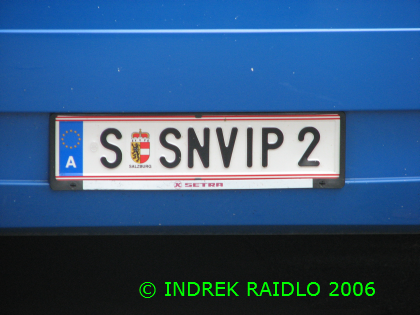 S SNVIP 2
A
SALZBURG
SETRA
© INDREK RAIDLO 2006